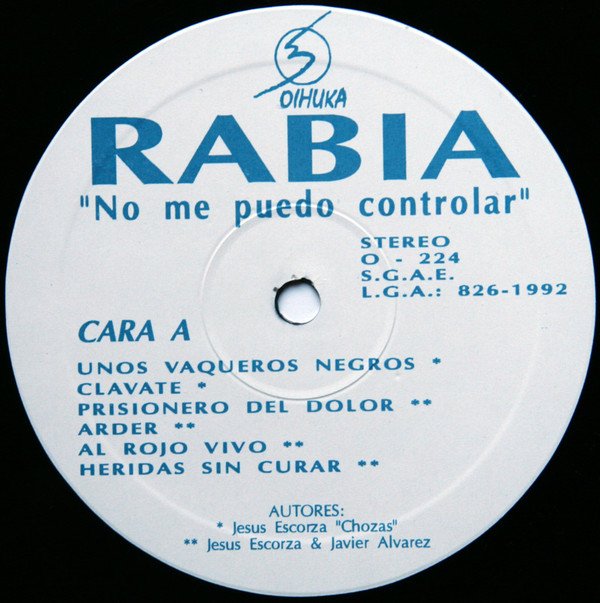 OIHUKA
RABIA
"No me puedo controlar"
STEREO
O - 224
S.G.A.E.
L.G.A.: 826-1992
CARA A
UNOS VAQUEROS NEGROS *
CLAVATE *
PRISIONERO DEL DOLOR **
ARDER **
AL ROJO VIVO **
HERIDAS SIN CURAR **
AUTORES:
* Jesus Escorza "Chozas"
** Jesus Escorza & Javier Alvarez